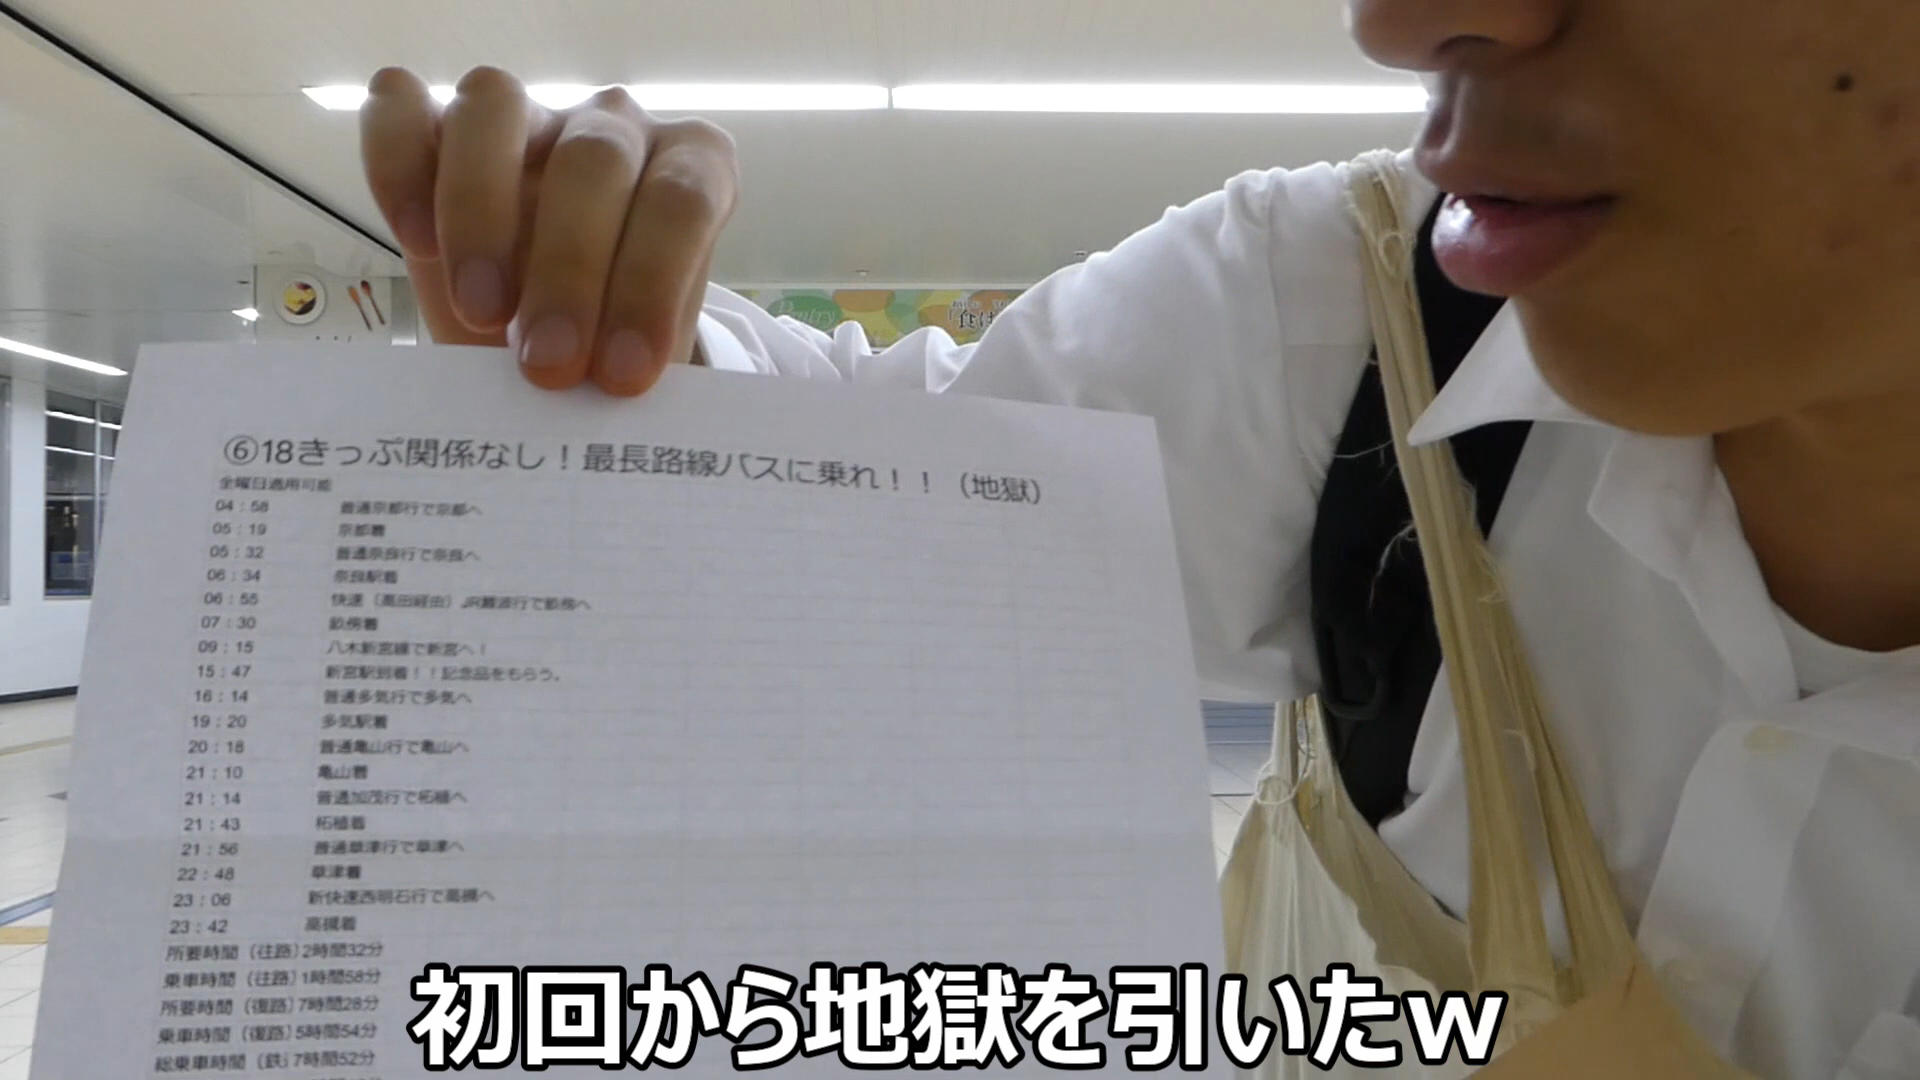 Pantry
⑥18きっぷ関係なし！最長路線バスに乗れ！！（地獄）
全曜日適用可能
04：58 普通京都行で京都へ
05：19 京都着
05：32 普通奈良行で奈良へ
06：34 奈良駅着
06：55 快速（高田経由）JR難波行で畝傍へ
07：30 畝傍着
09：15 八木新宮線で新宮へ！
15：47 新宮駅到着！！記念品をもらう。
16：14 普通多気行で多気へ
19：20 多気駅着
20：18 普通亀山行で亀山へ
21：10 亀山着
21：14 普通加茂行で柘植へ
21：43 柘植着
21：56 普通草津行で草津へ
22：48 草津着
23：06 新快速西明石行で高槻へ
23：42 高槻着
所要時間（往路）2時間32分
乗車時間（往路）1時間58分
所要時間（復路）7時間28分
乗車時間（復路）5時間54分
総乗車時間（鉄 7時間52分
初回から地獄を引いたw